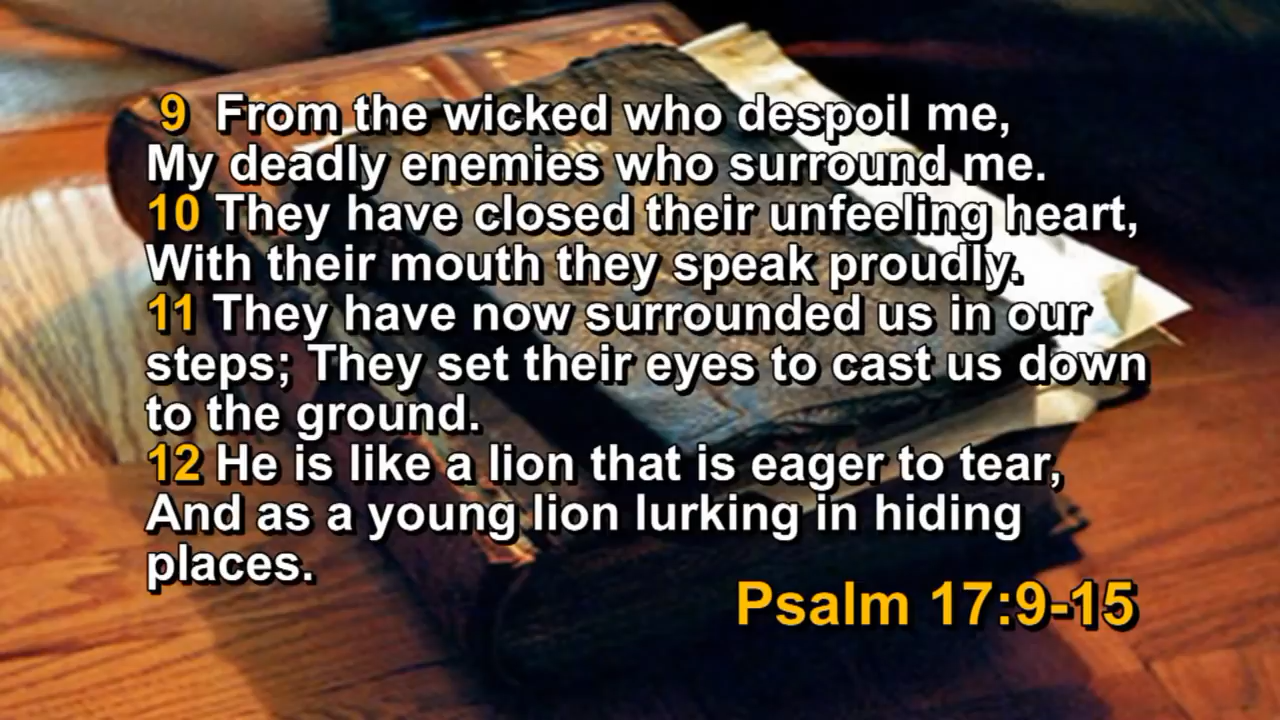 9 From the wicked who despoil me,
My deadly enemies who surround me.
10 They have closed their unfeeling heart,
With their mouth they speak proudly.
11 They have now surrounded us in our
steps; They set their eyes to cast us down
to the ground.
12 He is like a lion that is eager to tear,
And as a young lion lurking in hiding
places.
Psalm 17:9-15